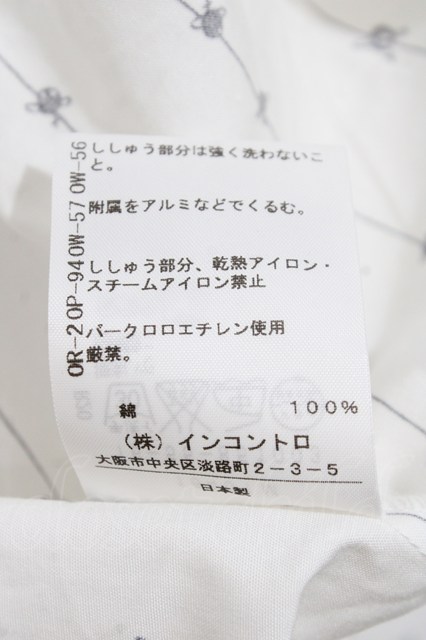 ししゅう部分は強く洗わないこ
と。
附属をアルミなどでくるむ。
ししゅう部分、乾熱アイロン・
スチームアイロン禁止
パークロロエチレン使用
厳禁。
綿 100%
(株) インコントロ
大阪市中央区淡路町2-3-5
日本製
0R-20P-940W-570W-56